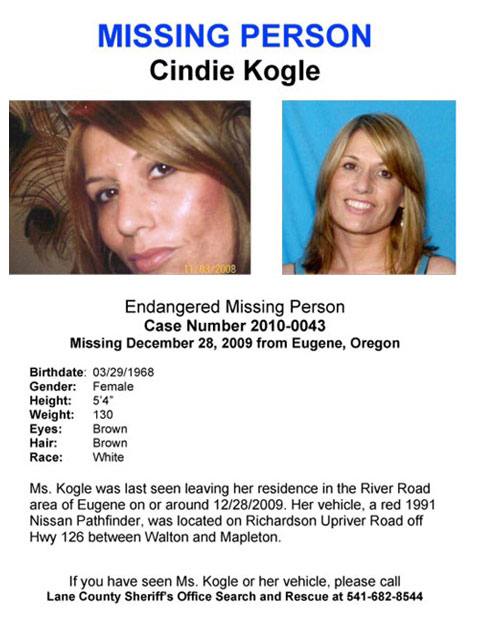 MISSING PERSON
Cindie Kogle
11/03/2008
Endangered Missing Person
Case Number 2010-0043
Missing December 28, 2009 from Eugene, Oregon
Birthdate: 03/29/1968
Gender: Female
Height: 5'4"
Weight: 130
Eyes: Brown
Hair: Brown
Race: White
Ms. Kogle was last seen leaving her residence in the River Road
area of Eugene on or around 12/28/2009. Her vehicle, a red 1991
Nissan Pathfinder, was located on Richardson Upriver Road off
Hwy 126 between Walton and Mapleton.
If you have seen Ms. Kogle or her vehicle, please call
Lane County Sheriff's Office Search and Rescue at 541-682-8544